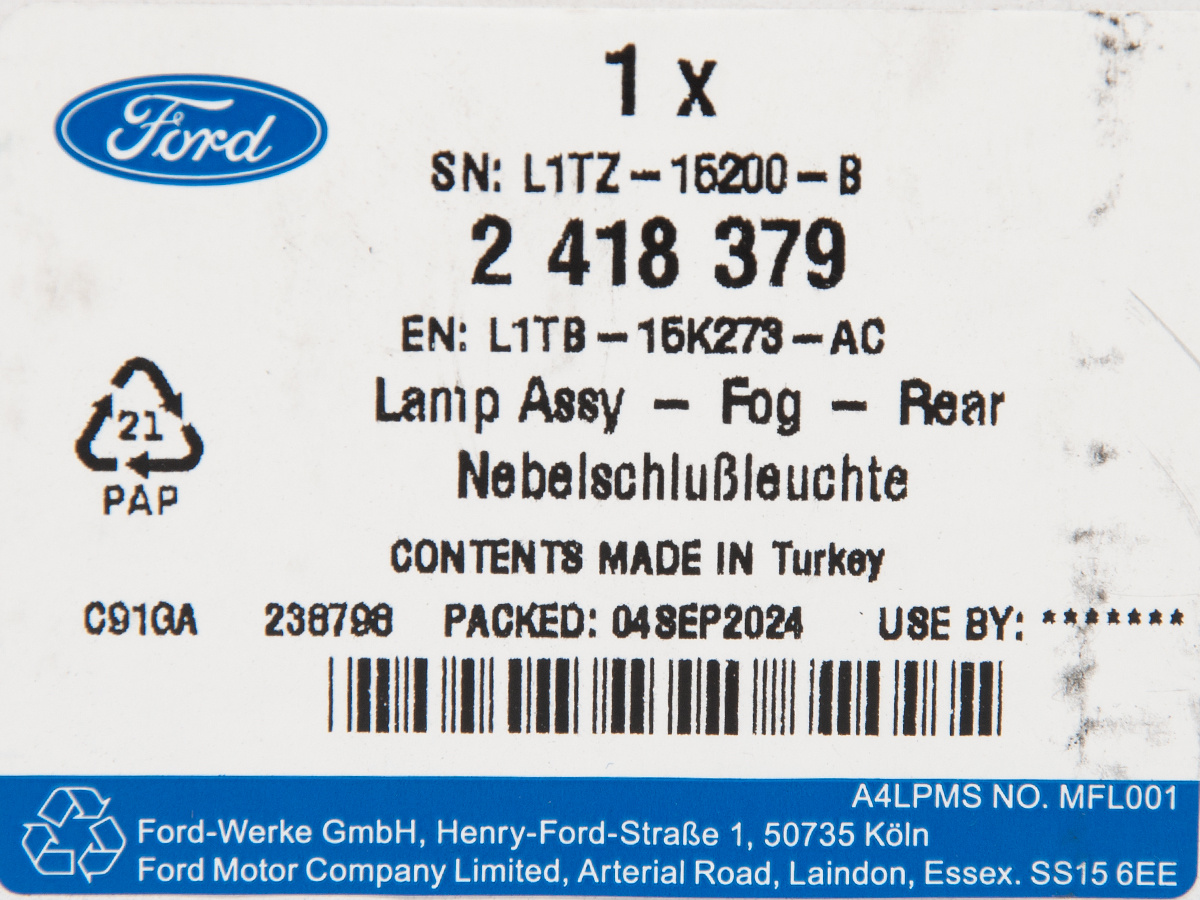 Ford
1 x
SN: L1TZ-15200-B
2 418 379
EN: L1TB-15K273-AC
Lamp Assy - Fog - Rear
Nebelschlußleuchte
21
PAP
CONTENTS MADE IN Turkey
C91GA 238798 PACKED: 04SEP2024 USE BY: *******
A4LPMS NO. MFL001
Ford-Werke GmbH, Henry-Ford-Straße 1, 50735 Köln
Ford Motor Company Limited, Arterial Road, Laindon, Essex. SS15 6EE